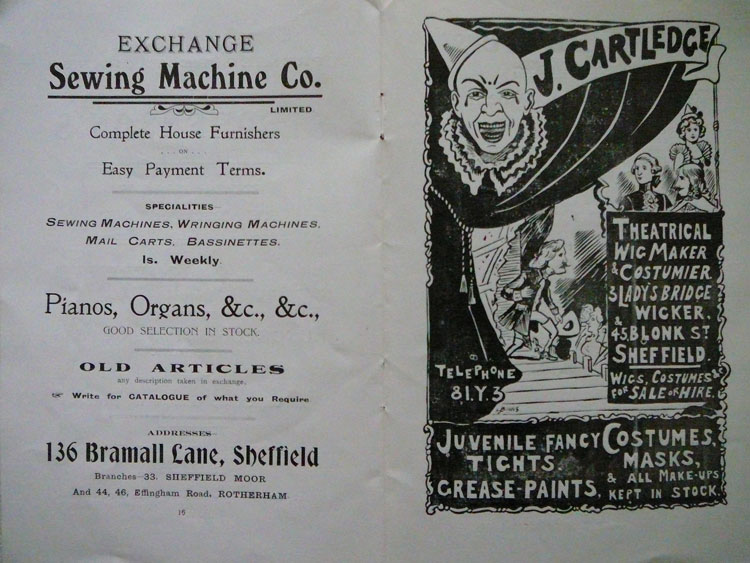 EXCHANGE
Sewing Machine Co.
LIMITED.
Complete House Furnishers
... ON ...
Easy Payment Terms.
SPECIALITIES—
SEWING MACHINES, WRINGING MACHINES,
MAIL CARTS, BASSINETTES.
1s. Weekly.
Pianos, Organs, &c., &c.,
GOOD SELECTION IN STOCK.
OLD ARTICLES
any description taken in exchange.
☞ Write for CATALOGUE of what you Require
ADDRESSES—
136 Bramall Lane, Sheffield
Branches—33, SHEFFIELD MOOR
And 44, 46, Effingham Road, ROTHERHAM.
16
J. CARTLEDGE
THEATRICAL
WIG MAKER
& COSTUMIER
3 LADY'S BRIDGE
WICKER.
&
45 BLONK ST
SHEFFIELD.
WIGS, COSTUMES
FOR SALE OR HIRE.
TELEPHONE
81.Y.3
JUVENILE FANCY COSTUMES,
TIGHTS MASKS,
GREASE-PAINTS, & ALL MAKE-UPS
KEPT IN STOCK.